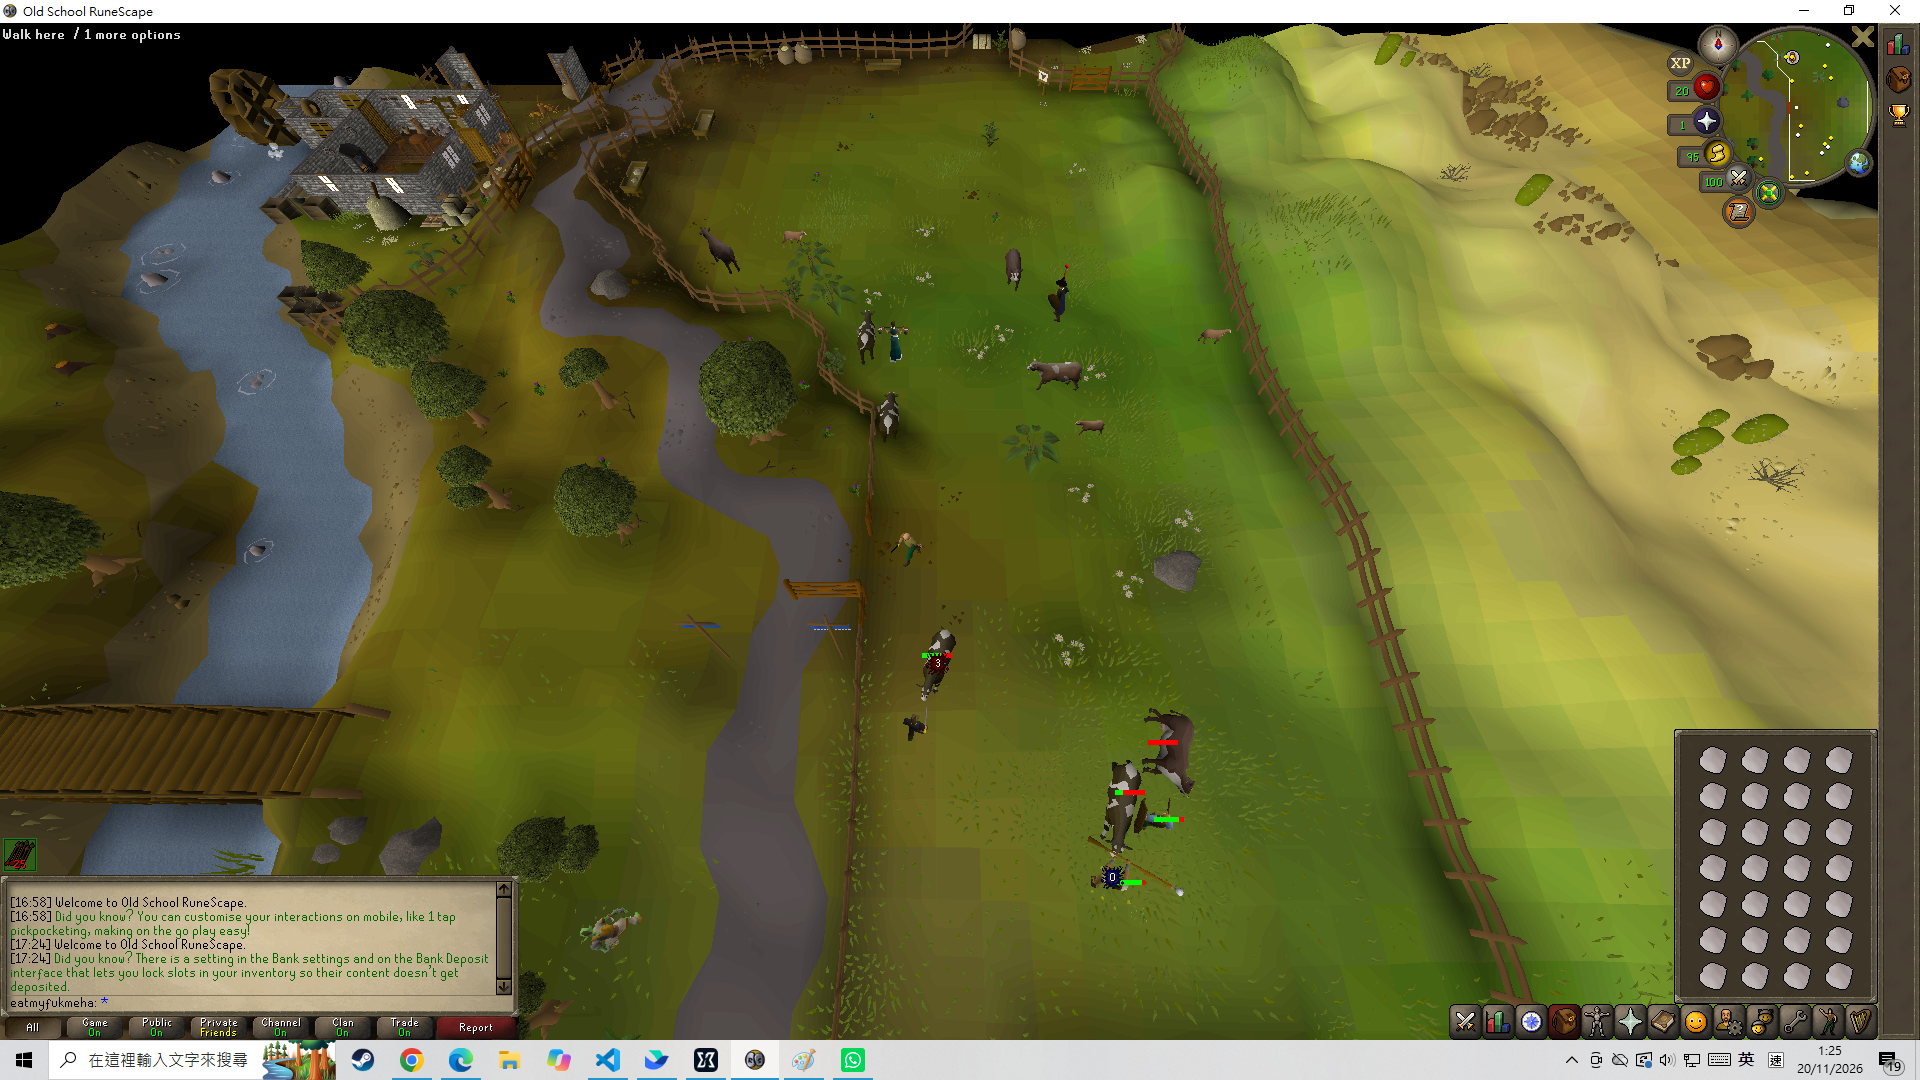 Old School RuneScape
Walk here / 1 more options
N
XP
20
1
95
100
3
0
25
[16:58] Welcome to Old School RuneScape.
[16:58] Did you know? You can customise your interactions on mobile, like 1 tap
pickpocketing, making on the go play easy!
[17:24] Welcome to Old School RuneScape.
[17:24] Did you know? There is a setting in the Bank settings and on the Bank Deposit
interface that lets you lock slots in your inventory so their content doesn't get
deposited.
eatmyfukmeha: *
All
Game
On
Public
On
Private
Friends
Channel
On
Clan
On
Trade
On
Report
在這裡輸入文字來搜尋
英
速
1:25
20/11/2026
19